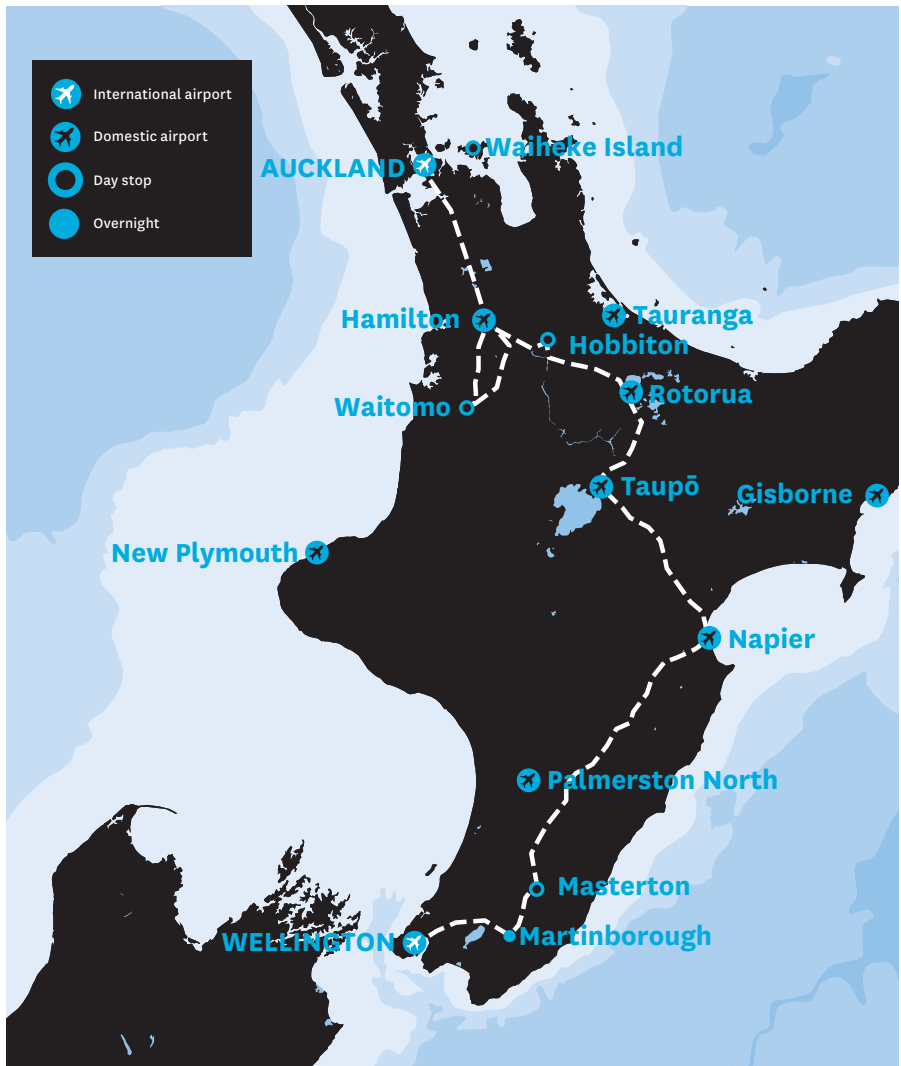 International airport
Domestic airport
Day stop
Overnight
Waiheke Island
AUCKLAND
Hamilton
Tauranga
Hobbiton
Rotorua
Waitomo
Taupō
Gisborne
New Plymouth
Napier
Palmerston North
Masterton
Martinborough
WELLINGTON